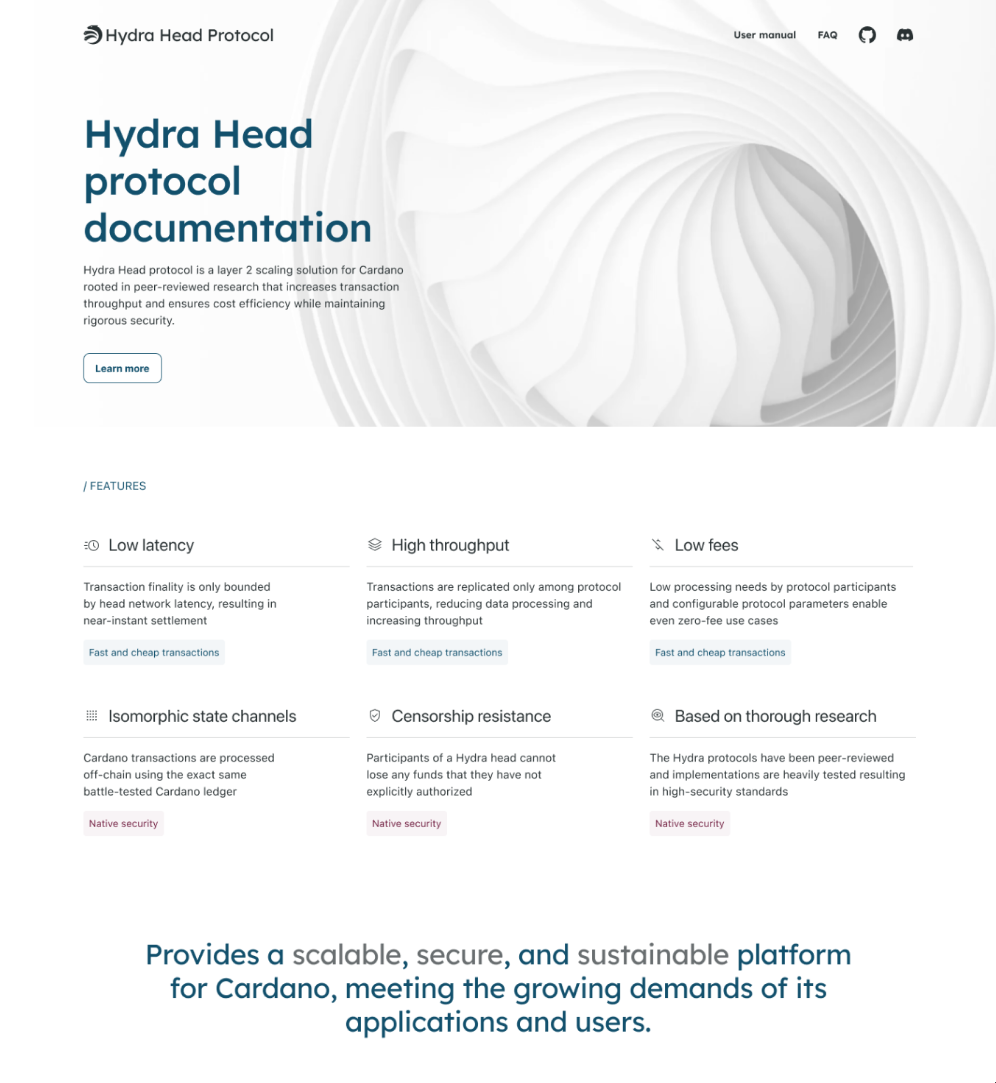 Hydra Head Protocol
User manual
FAQ
Hydra Head
protocol
documentation
Hydra Head protocol is a layer 2 scaling solution for Cardano
rooted in peer-reviewed research that increases transaction
throughput and ensures cost efficiency while maintaining
rigorous security.
Learn more
/ FEATURES
Low latency
Transaction finality is only bounded
by head network latency, resulting in
near-instant settlement
Fast and cheap transactions
High throughput
Transactions are replicated only among protocol
participants, reducing data processing and
increasing throughput
Fast and cheap transactions
Low fees
Low processing needs by protocol participants
and configurable protocol parameters enable
even zero-fee use cases
Fast and cheap transactions
Isomorphic state channels
Cardano transactions are processed
off-chain using the exact same
battle-tested Cardano ledger
Native security
Censorship resistance
Participants of a Hydra head cannot
lose any funds that they have not
explicitly authorized
Native security
Based on thorough research
The Hydra protocols have been peer-reviewed
and implementations are heavily tested resulting
in high-security standards
Native security
Provides a scalable, secure, and sustainable platform
for Cardano, meeting the growing demands of its
applications and users.